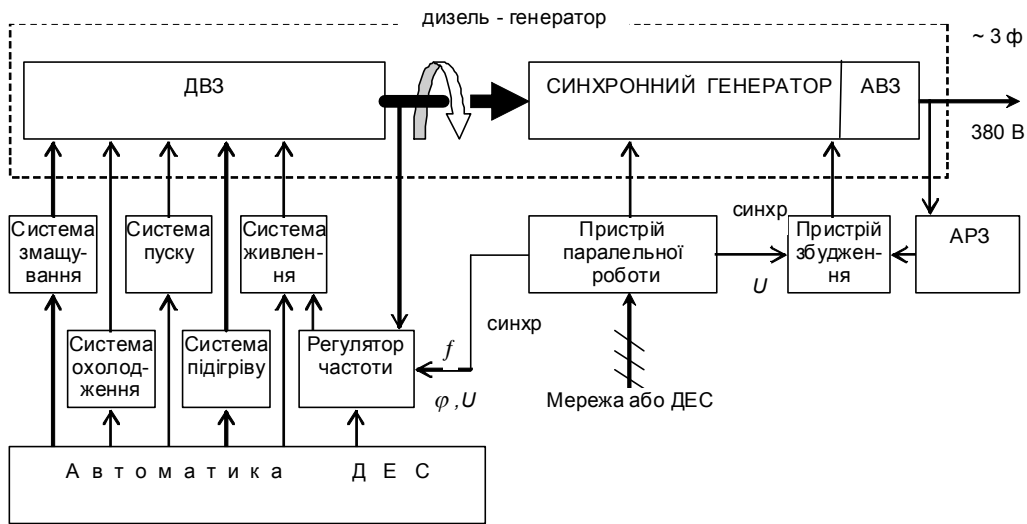 дизель - генератор
~ 3 ф
ДВЗ
СИНХРОННИЙ ГЕНЕРАТОР
АВЗ
380 В
Система
змащу-
вання
Система
пуску
Система
живлен-
ня
Пристрій
паралельної
роботи
синхр
U
Пристрій
збуджен-
ня
АРЗ
Система
охолод-
ження
Система
підігріву
Регулятор
частоти
синхр
f
φ ,U
Мережа або ДЕС
А в т о м а т и к а Д Е С